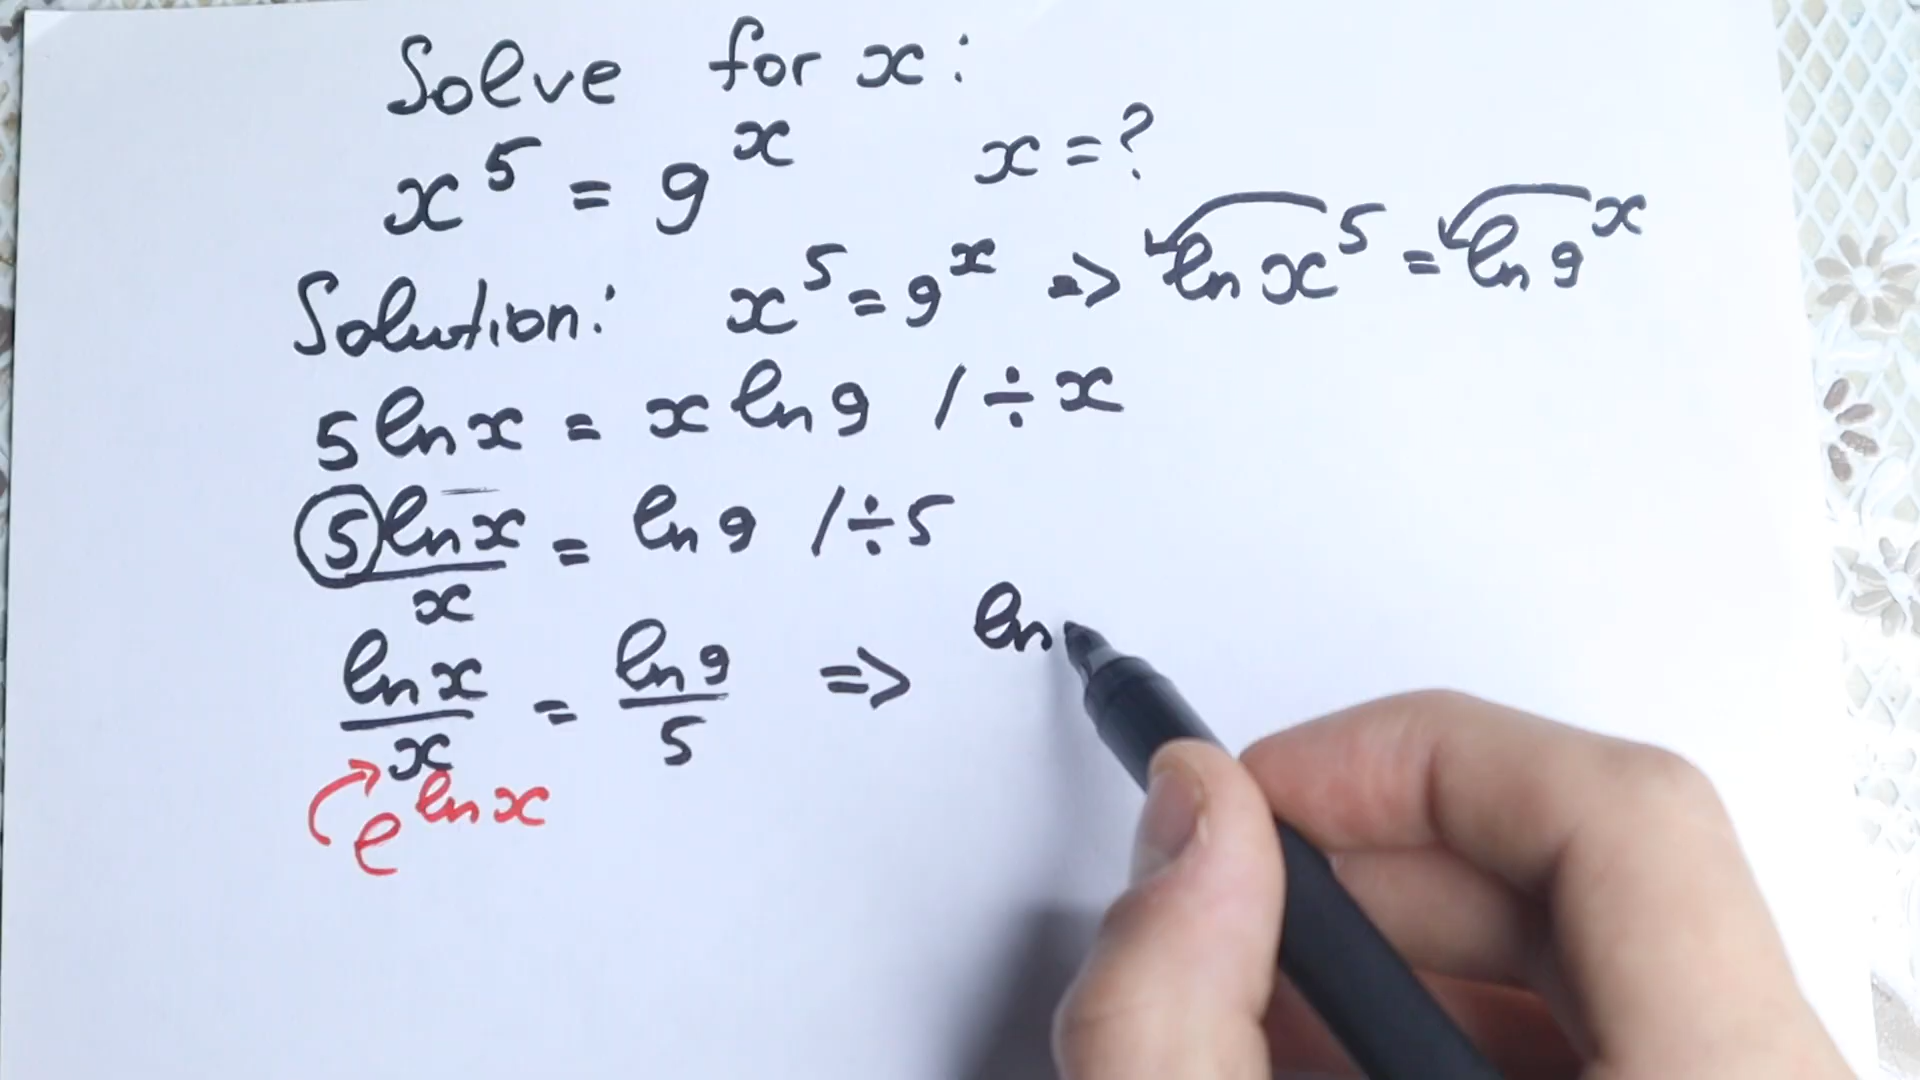 Solve for x:
x^5 = 9^x x = ?
Solution: x^5 = 9^x => ln x^5 = ln 9^x
5 ln x = x ln 9 / ÷ x
5 ln x / x = ln 9 / ÷ 5
ln x / x = ln 9 / 5 => ln
e^ln x